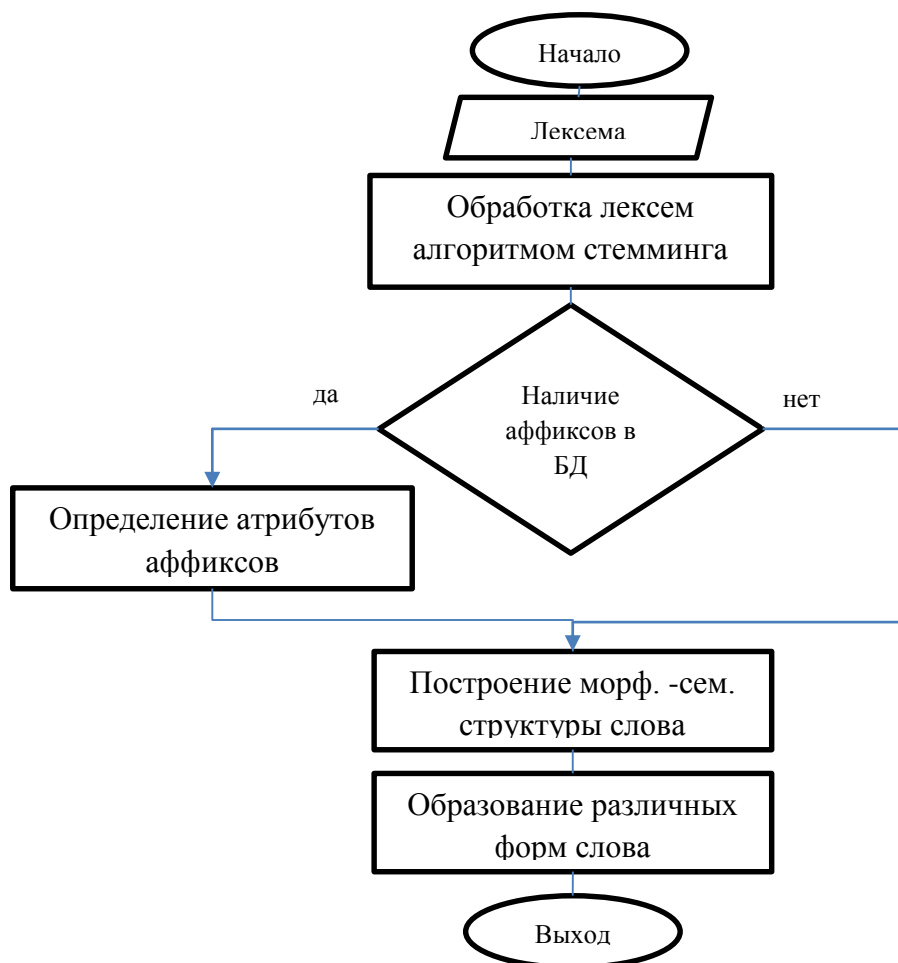 Начало
Лексема
Обработка лексем
алгоритмом стемминга
да
нет
Наличие
аффиксов в
БД
Определение атрибутов
аффиксов
Построение морф. -сем.
структуры слова
Образование различных
форм слова
Выход